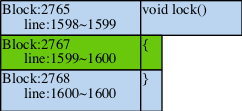 Block:2765 void lock()
line:1598~1599
Block:2767 {
line:1599~1600
Block:2768 }
line:1600~1600